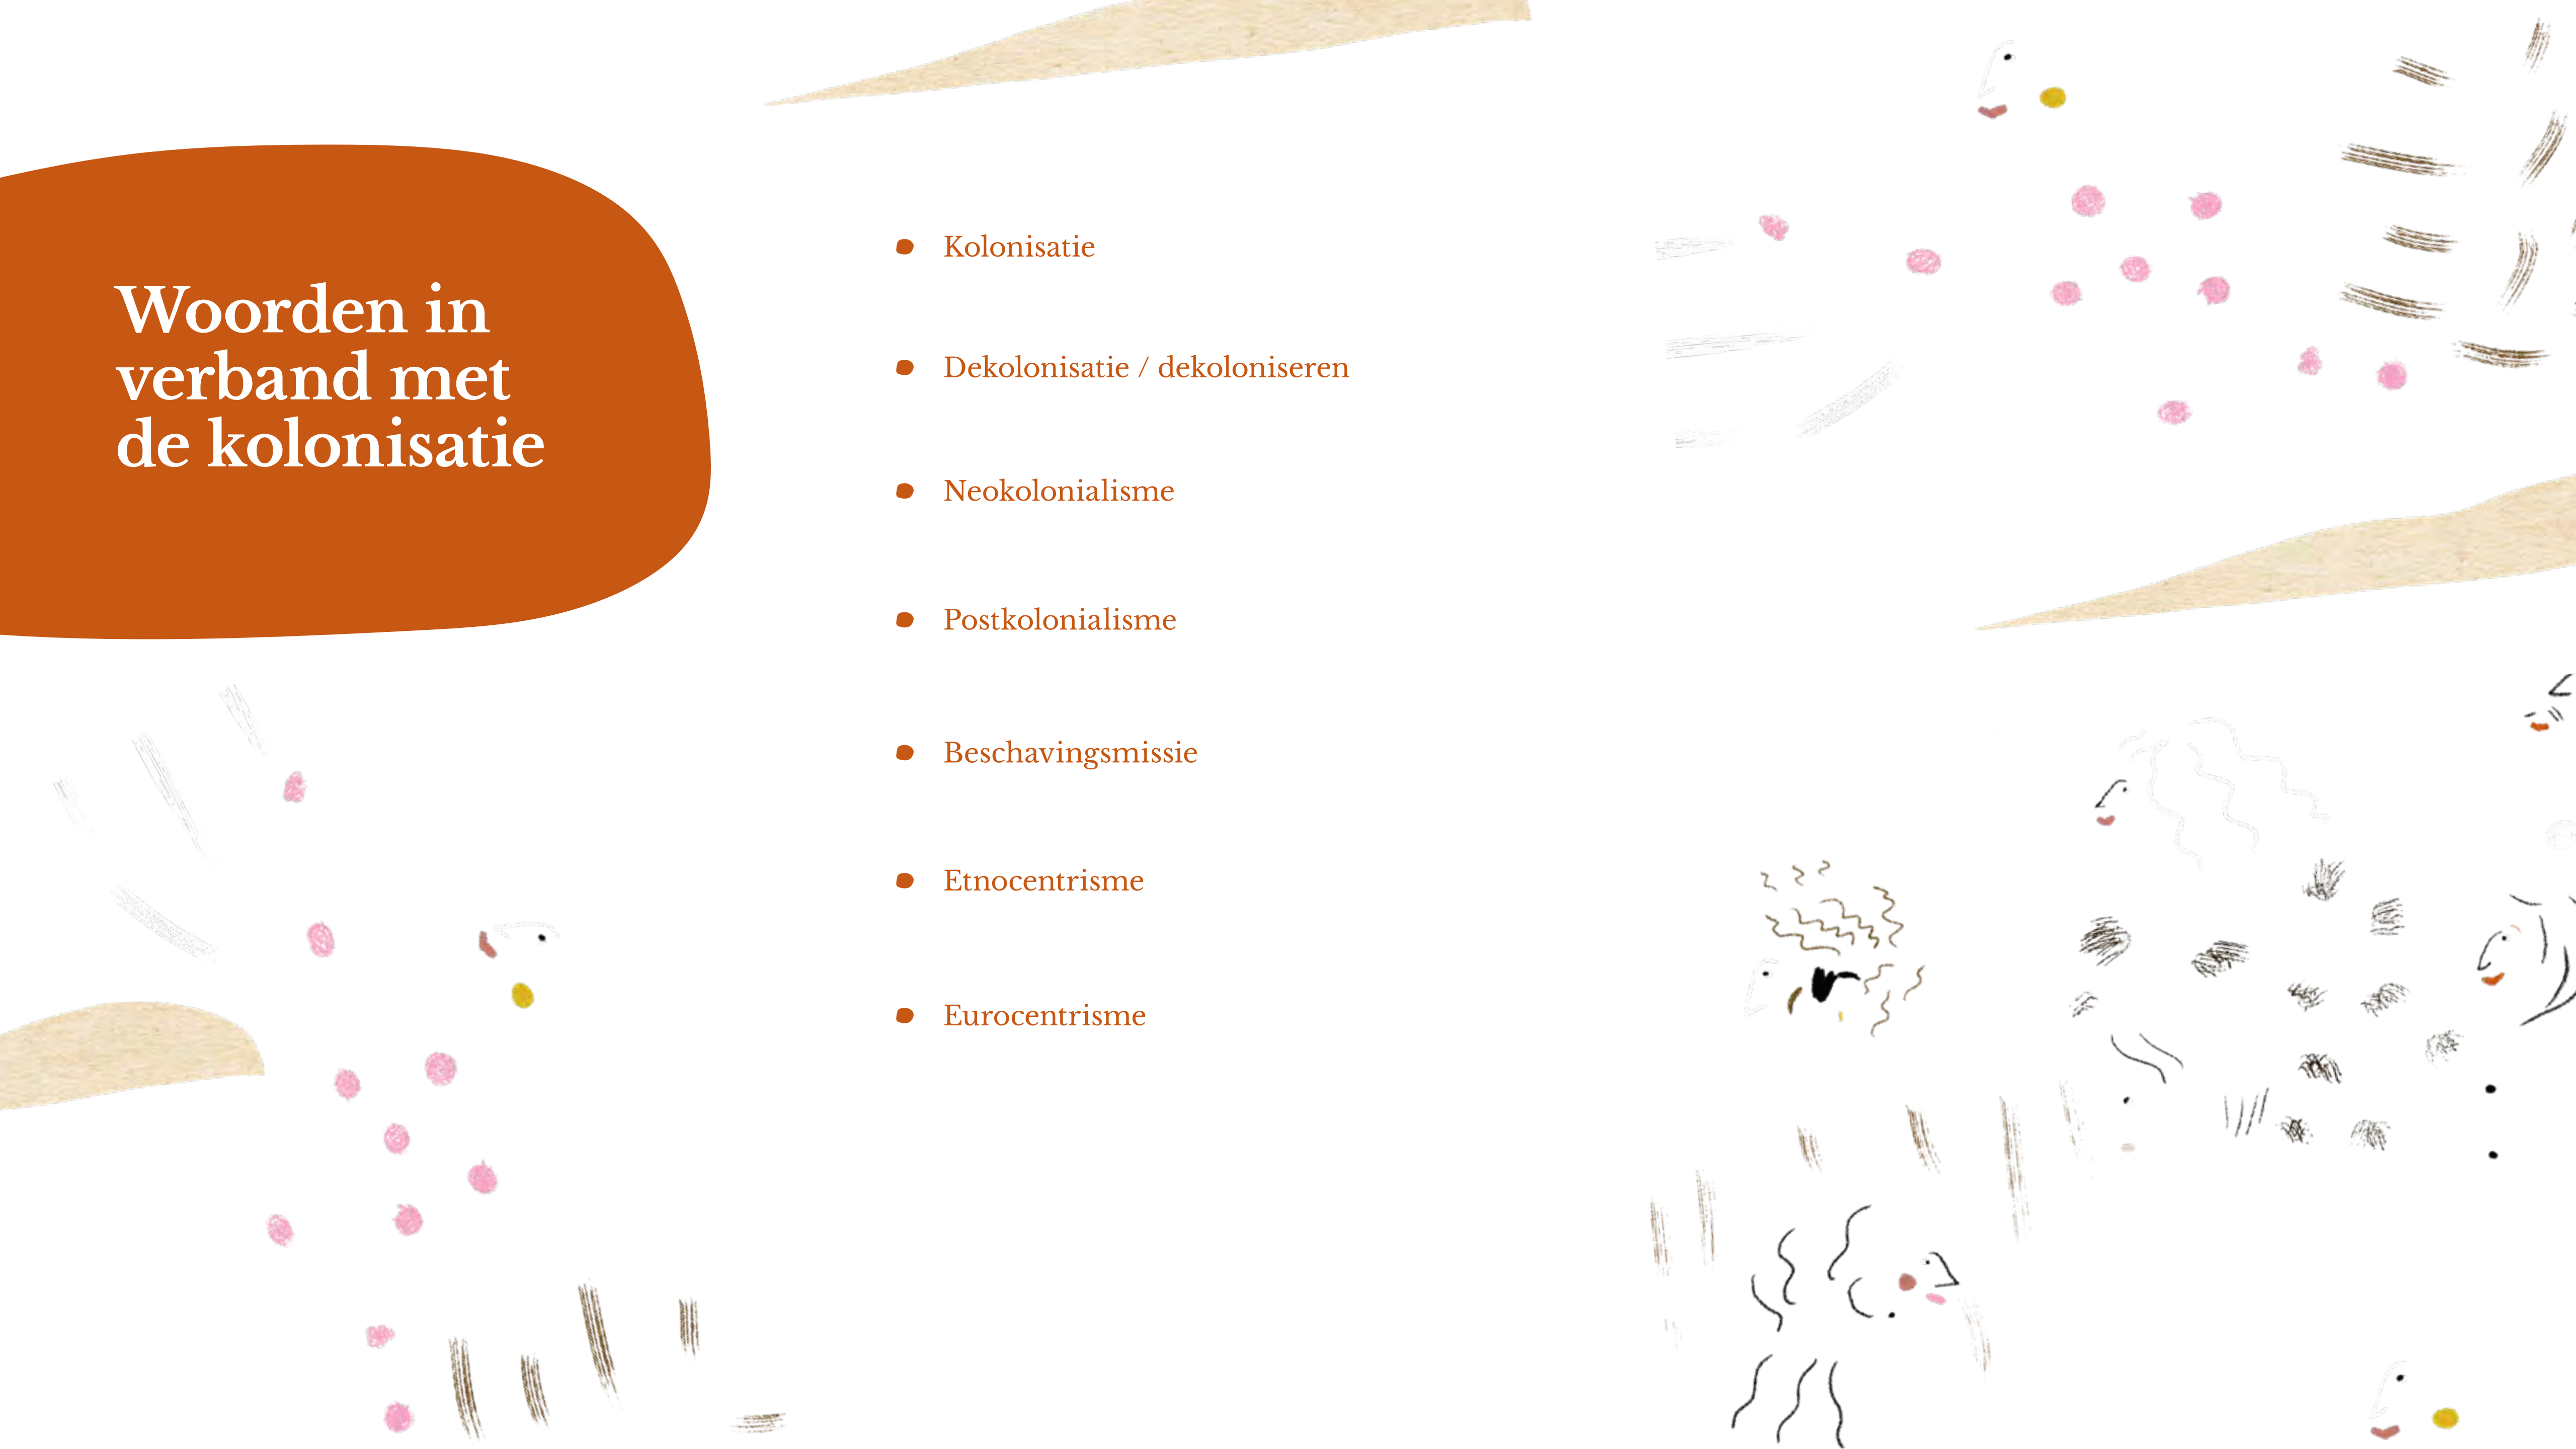 Woorden in
verband met
de kolonisatie
Kolonisatie
Dekolonisatie / dekoloniseren
Neokolonialisme
Postkolonialisme
Beschavingsmissie
Etnocentrisme
Eurocentrisme